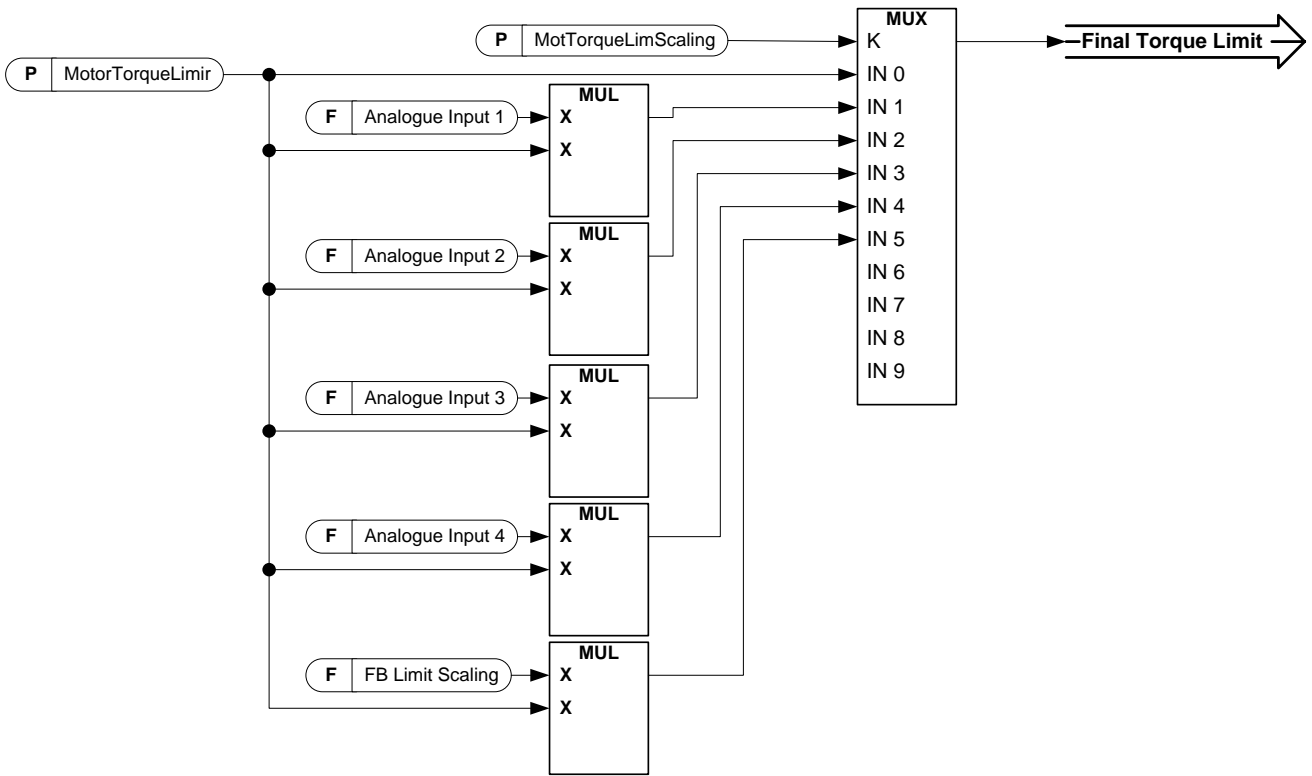 P MotTorqueLimScaling
MUX
K
Final Torque Limit
P MotorTorqueLimir
IN 0
MUL
F Analogue Input 1
X
IN 1
X
IN 2
IN 3
IN 4
MUL
IN 5
F Analogue Input 2
X
IN 6
X
IN 7
IN 8
IN 9
MUL
F Analogue Input 3
X
X
MUL
F Analogue Input 4
X
X
MUL
F FB Limit Scaling
X
X